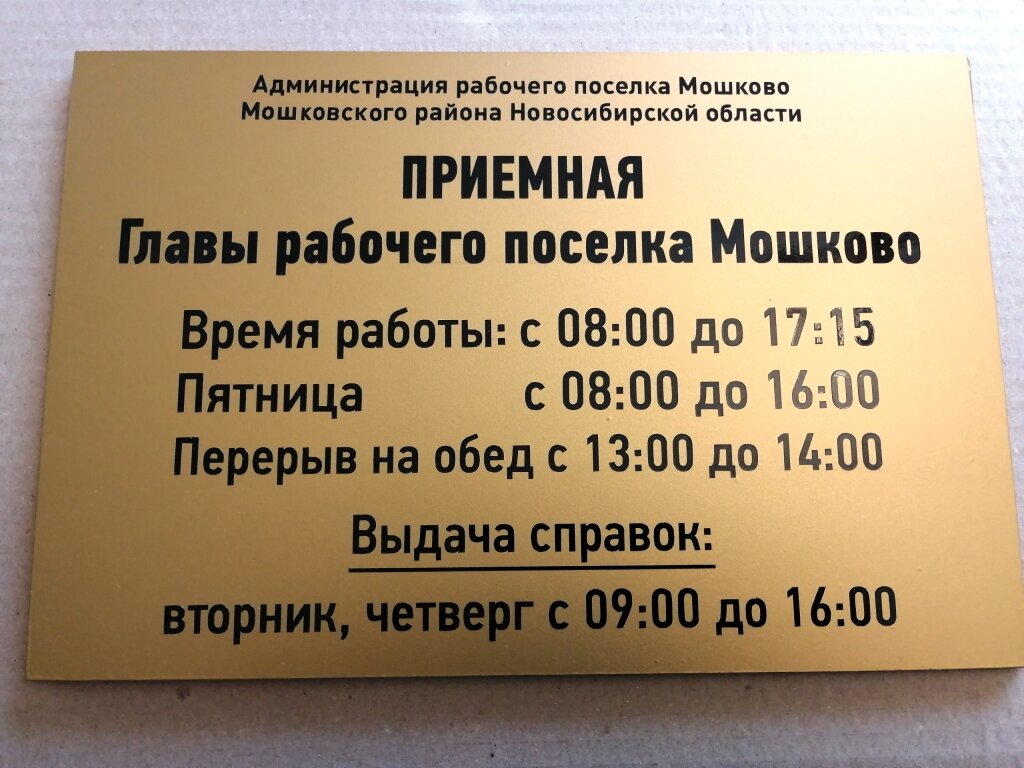 Администрация рабочего поселка Мошково
Мошковского района Новосибирской области
ПРИЕМНАЯ
Главы рабочего поселка Мошково
Время работы: с 08:00 до 17:15
Пятница с 08:00 до 16:00
Перерыв на обед с 13:00 до 14:00
Выдача справок:
вторник, четверг с 09:00 до 16:00